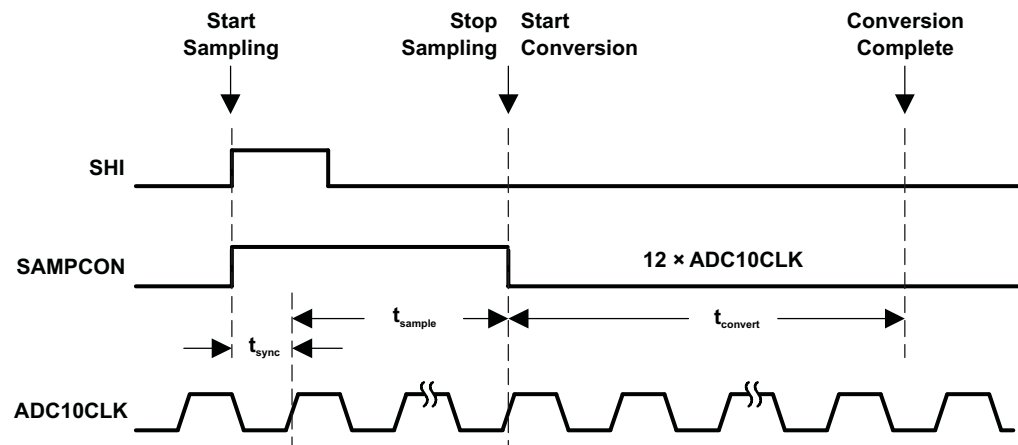 Start
Sampling
Stop
Sampling
Start
Conversion
Conversion
Complete
SHI
SAMPCON
12 × ADC10CLK
tsample
tconvert
tsync
ADC10CLK